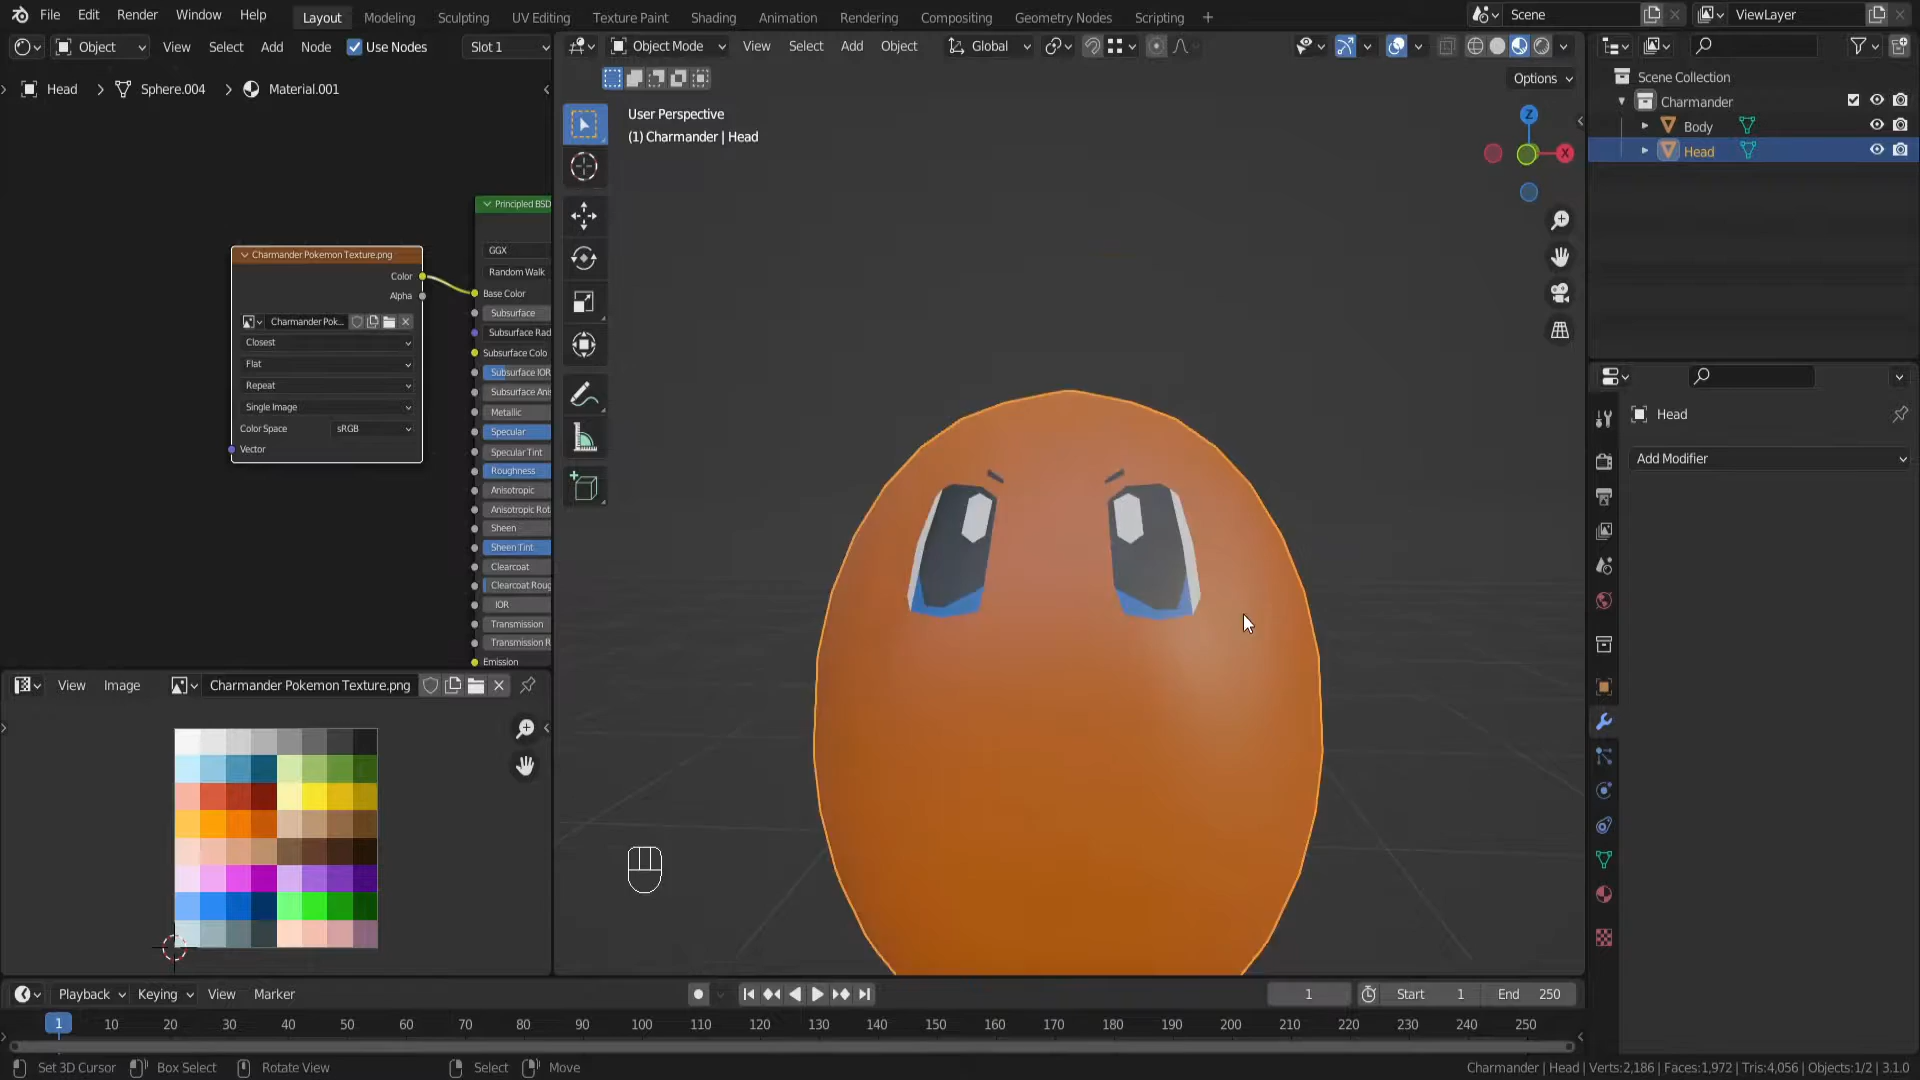 File Edit Render Window Help Layout Modeling Sculpting UV Editing Texture Paint Shading Animation Rendering Compositing Geometry Nodes Scripting + Scene ViewLayer
Object View Select Add Node Use Nodes Slot 1
Object Mode View Select Add Object Global
Options
Head > Sphere.004 > Material.001
User Perspective
(1) Charmander | Head
Z
X
Principled BSD
GGX
Random Walk
Base Color
Subsurface
Subsurface Rad
Subsurface Colo
Subsurface IOR
Subsurface Anis
Metallic
Specular
Specular Tint
Roughness
Anisotropic
Anisotropic Rot
Sheen
Sheen Tint
Clearcoat
Clearcoat Roug
IOR
Transmission
Transmission R
Emission
Charmander Pokemon Texture.png
Color
Alpha
Charmander Pok...
Closest
Flat
Repeat
Single Image
Color Space sRGB
Vector
View Image Charmander Pokemon Texture.png
Scene Collection
Charmander
Body
Head
Head
Add Modifier
Playback Keying View Marker 1 Start 1 End 250
1 10 20 30 40 50 60 70 80 90 100 110 120 130 140 150 160 170 180 190 200 210 220 230 240 250
Set 3D Cursor Box Select Rotate View Select Move Charmander | Head | Verts:2,186 | Faces:1,972 | Tris:4,056 | Objects:1/2 | 3.1.0